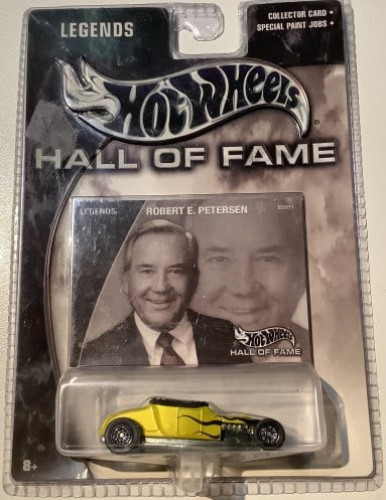 LEGENDS
COLLECTOR CARD •
SPECIAL PAINT JOBS •
Hot Wheels
HALL OF FAME
LEGENDS
ROBERT E. PETERSEN
Hot Wheels
HALL OF FAME
8+